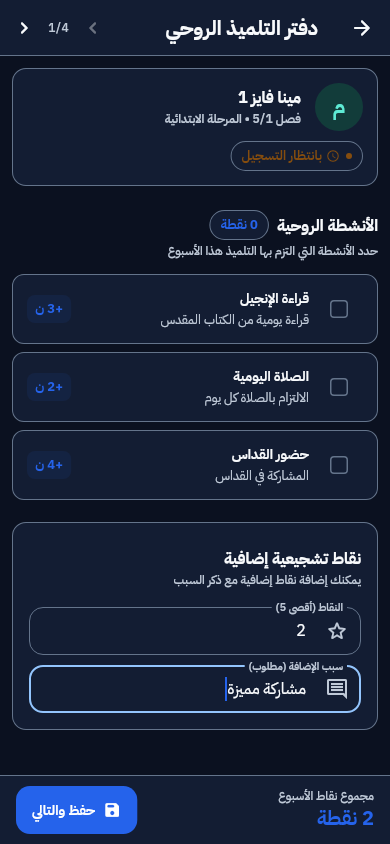 دفتر التلميذ الروحي
1/4
م
مينا فايز 1
فصل 5/1 • المرحلة الابتدائية
بانتظار التسجيل
الأنشطة الروحية
0 نقطة
حدد الأنشطة التي التزم بها التلميذ هذا الأسبوع
قراءة الإنجيل
قراءة يومية من الكتاب المقدس
+3 ن
الصلاة اليومية
الالتزام بالصلاة كل يوم
+2 ن
حضور القداس
المشاركة في القداس
+4 ن
نقاط تشجيعية إضافية
يمكنك إضافة نقاط إضافية مع ذكر السبب
النقاط (أقصى 5)
2
سبب الإضافة (مطلوب)
مشاركة مميزة
مجموع نقاط الأسبوع
2 نقطة
حفظ والتالي